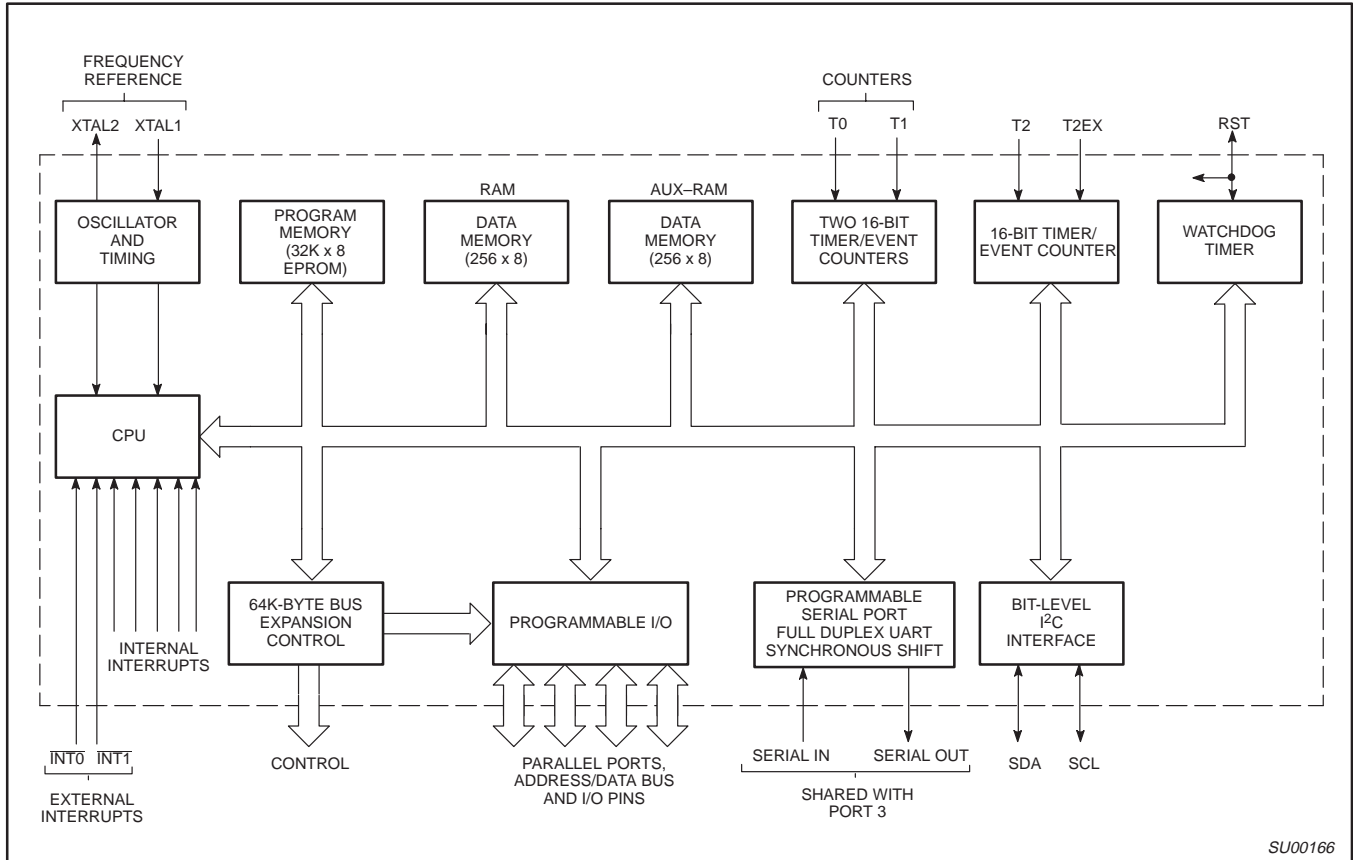 FREQUENCY
REFERENCE
COUNTERS
XTAL2 XTAL1
T0 T1
T2 T2EX
RST
RAM
AUX–RAM
OSCILLATOR
AND
TIMING
PROGRAM
MEMORY
(32K x 8
EPROM)
DATA
MEMORY
(256 x 8)
DATA
MEMORY
(256 x 8)
TWO 16-BIT
TIMER/EVENT
COUNTERS
16-BIT TIMER/
EVENT COUNTER
WATCHDOG
TIMER
CPU
INTERNAL
INTERRUPTS
64K-BYTE BUS
EXPANSION
CONTROL
PROGRAMMABLE I/O
PROGRAMMABLE
SERIAL PORT
FULL DUPLEX UART
SYNCHRONOUS SHIFT
BIT-LEVEL
I²C
INTERFACE
I̅N̅T̅0̅ I̅N̅T̅1̅
EXTERNAL
INTERRUPTS
CONTROL
PARALLEL PORTS,
ADDRESS/DATA BUS
AND I/O PINS
SERIAL IN SERIAL OUT
SHARED WITH
PORT 3
SDA SCL
SU00166